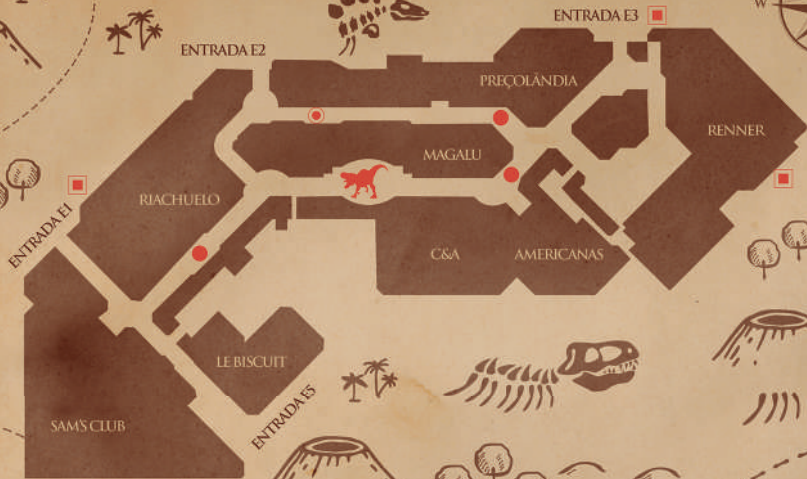 W
ENTRADA E3
ENTRADA E2
PREÇOLÂNDIA
RENNER
MAGALU
RIACHUELO
ENTRADA E1
C&A
AMERICANAS
LE BISCUIT
ENTRADA E5
SAM'S CLUB